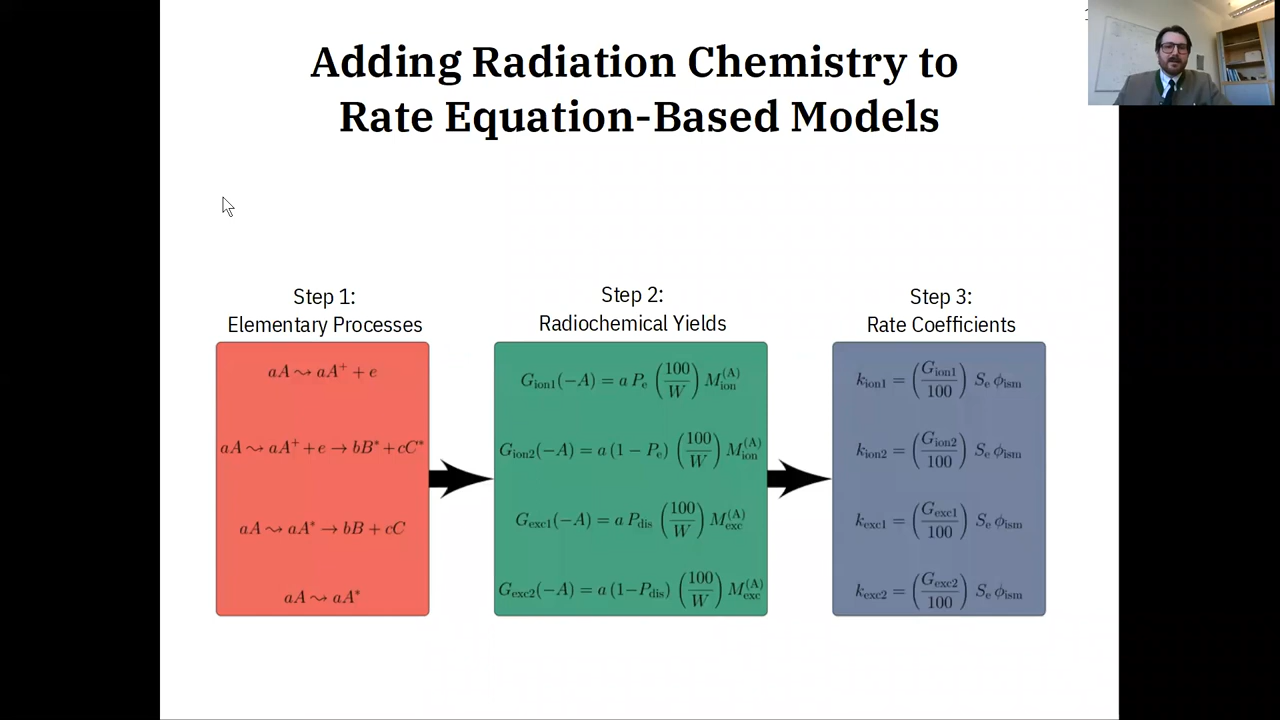 Adding Radiation Chemistry to
Rate Equation-Based Models
Step 1:
Elementary Processes
aA ⇝ aA⁺ + e
aA ⇝ aA⁺ + e → bB* + cC*
aA ⇝ aA* → bB + cC
aA ⇝ aA*
Step 2:
Radiochemical Yields
G_ion1(−A) = a P_e (100/W) M_ion^(A)
G_ion2(−A) = a (1 − P_e) (100/W) M_ion^(A)
G_exc1(−A) = a P_dis (100/W) M_exc^(A)
G_exc2(−A) = a (1−P_dis) (100/W) M_exc^(A)
Step 3:
Rate Coefficients
k_ion1 = (G_ion1/100) S_e ϕ_ism
k_ion2 = (G_ion2/100) S_e ϕ_ism
k_exc1 = (G_exc1/100) S_e ϕ_ism
k_exc2 = (G_exc2/100) S_e ϕ_ism